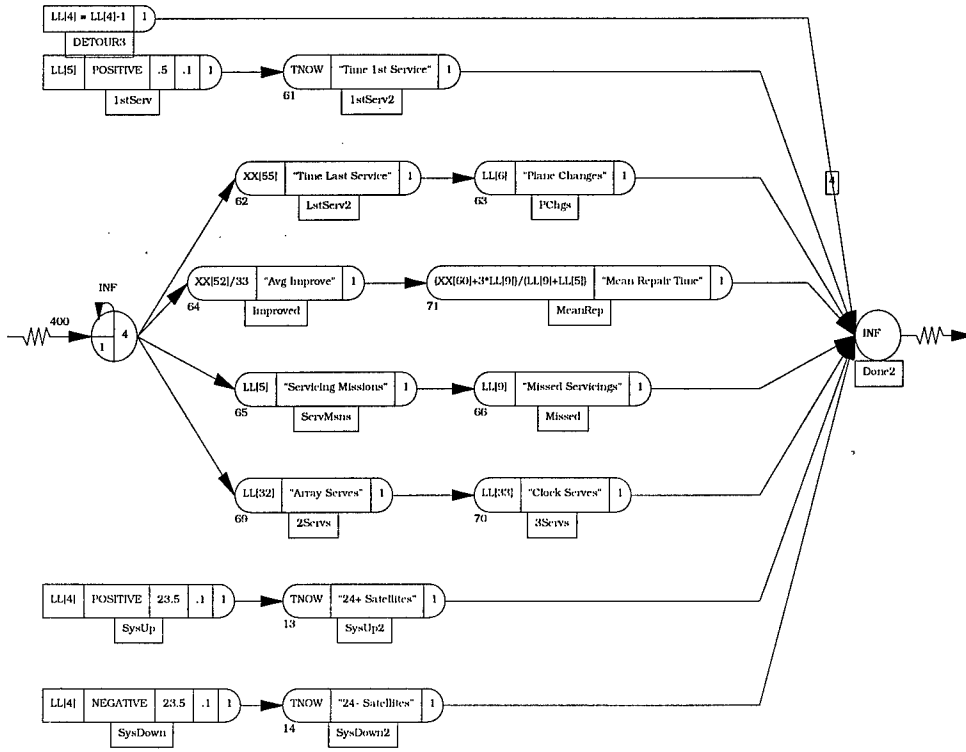 LL[4] = LL[4]-1 1
DETOUR3
LL[5] POSITIVE .5 .1 1
1stServ
TNOW "Time 1st Service" 1
61
1stServ2
XX[55] "Time Last Service" 1
62
LstServ2
LL[6] "Plane Changes" 1
63
PChgs
4
XX[52]/33 "Avg Improve" 1
64
Improved
(XX[60]+3*LL[9])/(LL[9]+LL[5]) "Mean Repair Time" 1
71
MeanRep
INF
400
4
1
INF
Done2
LL[5] "Servicing Missions" 1
65
ServMsns
LL[9] "Missed Servicings" 1
66
Missed
LL[32] "Array Serves" 1
69
2Servs
LL[33] "Clock Serves" 1
70
3Servs
LL[4] POSITIVE 23.5 .1 1
SysUp
TNOW "24+ Satellites" 1
13
SysUp2
LL[4] NEGATIVE 23.5 .1 1
SysDown
TNOW "24- Satellites" 1
14
SysDown2